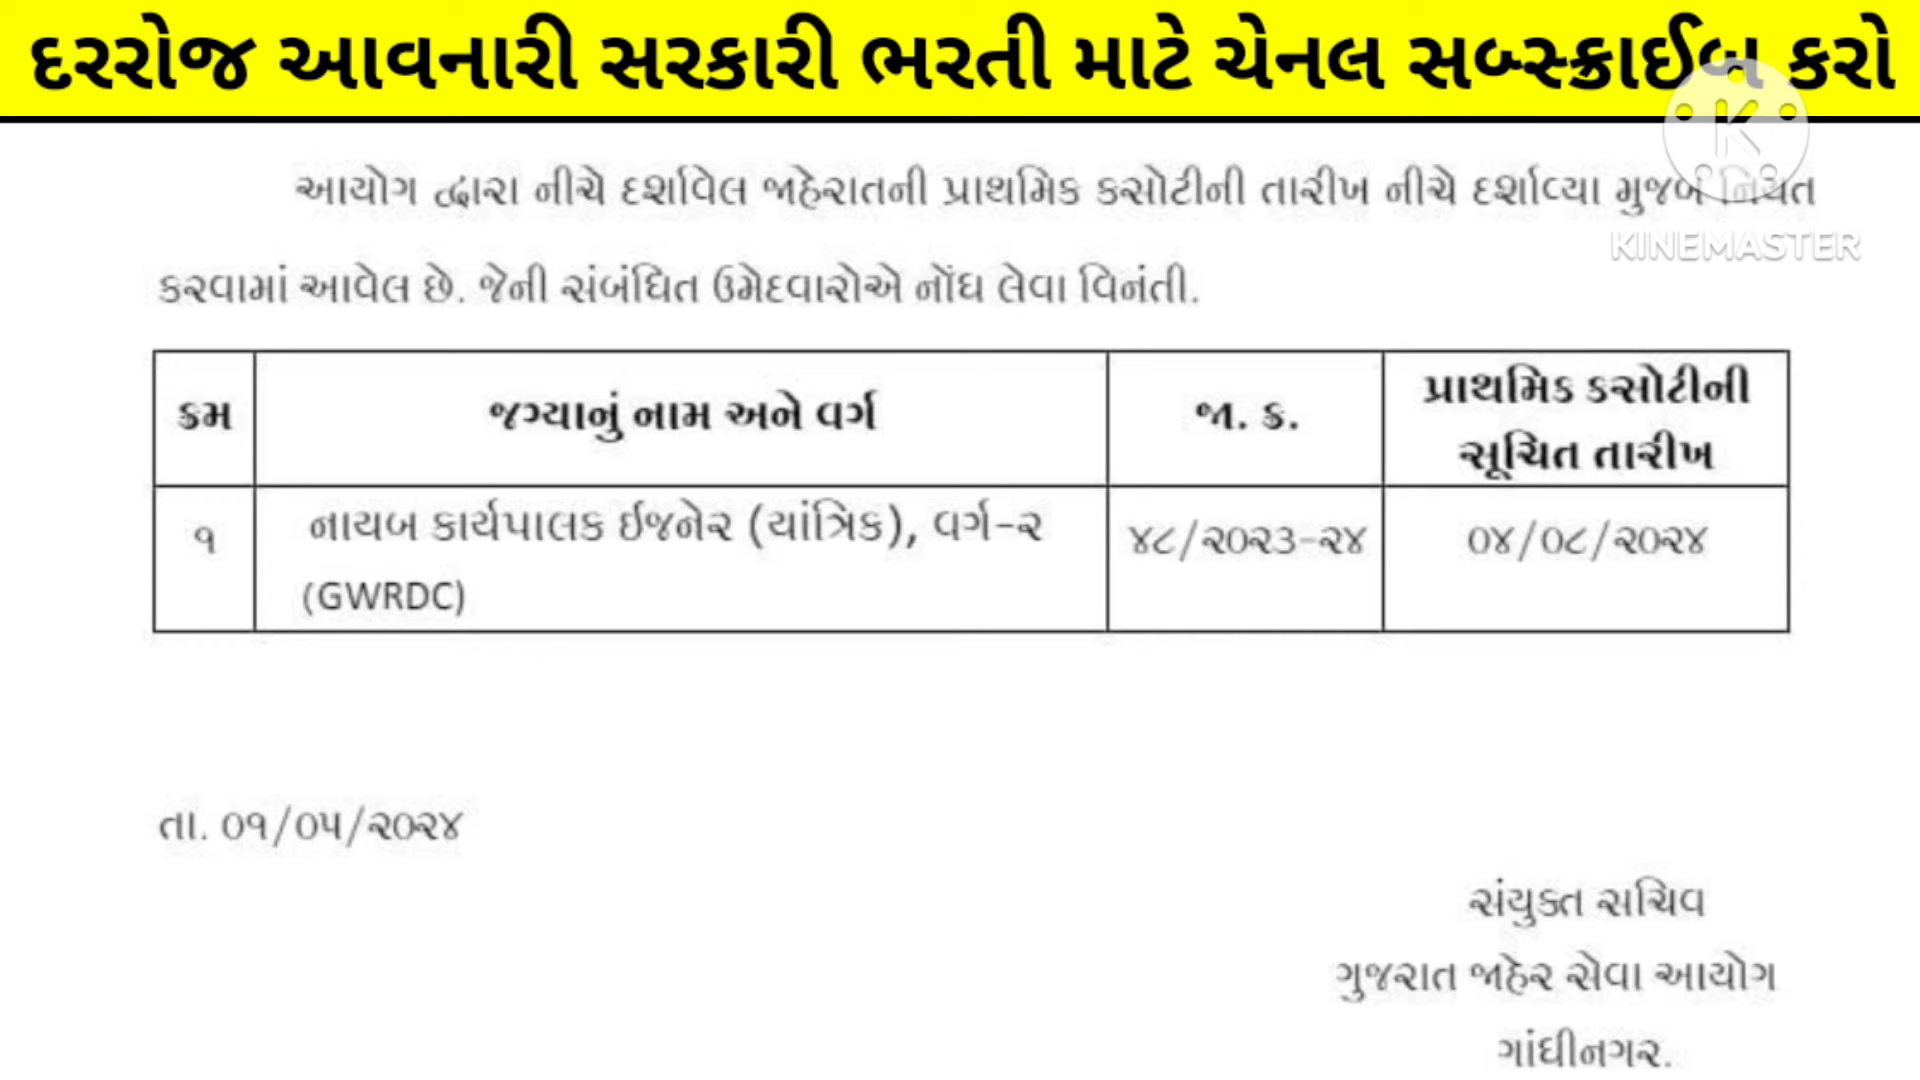 દરરોજ આવનારી સરકારી ભરતી માટે ચેનલ સબ્સ્ક્રાઈબ કરો
આયોગ દ્વારા નીચે દર્શાવેલ જાહેરાતની પ્રાથમિક કસોટીની તારીખ નીચે દર્શાવ્યા મુજબ નિયત
KINEMASTER
કરવામાં આવેલ છે. જેની સંબંધિત ઉમેદવારોએ નોંધ લેવા વિનંતી.
ક્રમ જગ્યાનું નામ અને વર્ગ જા. ક્ર. પ્રાથમિક કસોટીની
સૂચિત તારીખ
૧ નાયબ કાર્યપાલક ઈજનેર (યાંત્રિક), વર્ગ-૨ ૪૮/૨૦૨૩-૨૪ ૦૪/૦૮/૨૦૨૪
(GWRDC)
તા. ૦૧/૦૫/૨૦૨૪
સંયુક્ત સચિવ
ગુજરાત જાહેર સેવા આયોગ
ગાંધીનગર.